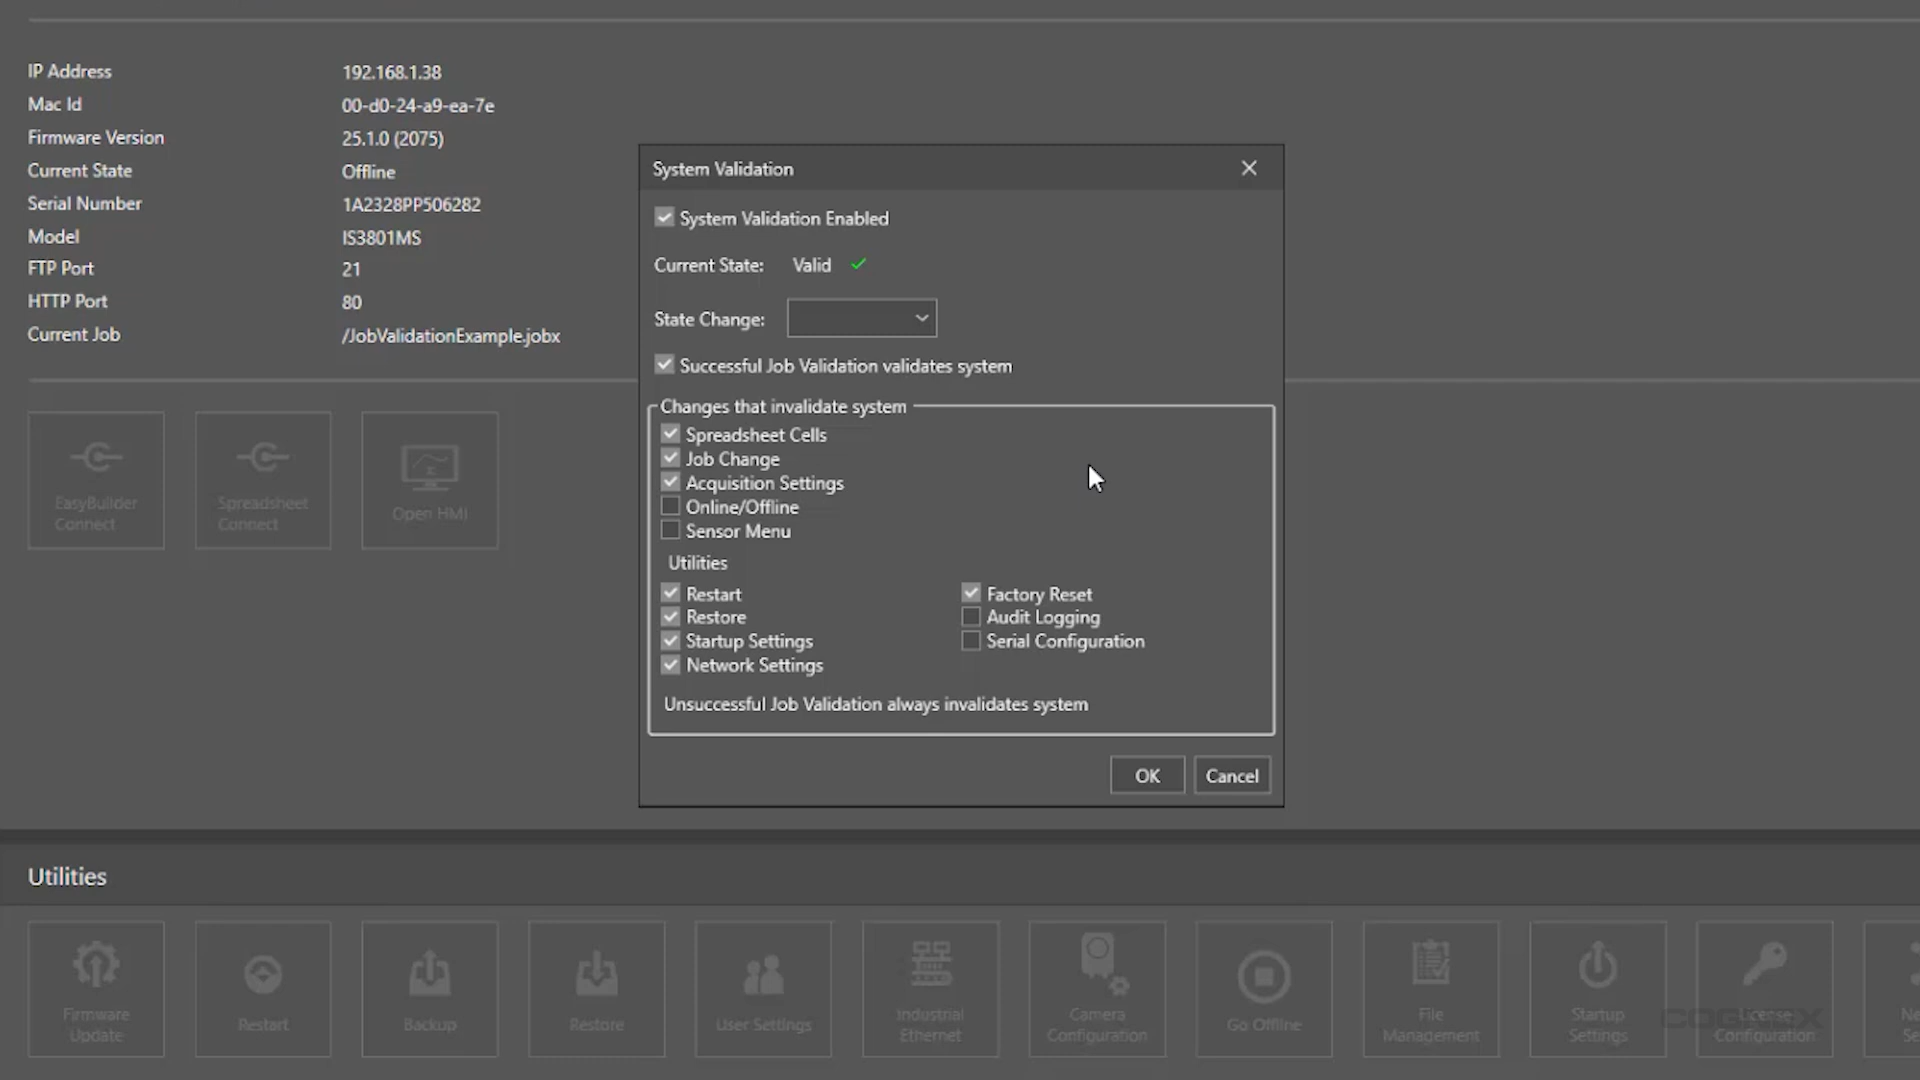 IP Address 192.168.1.38
Mac Id 00-d0-24-a9-ea-7e
Firmware Version 25.1.0 (2075)
Current State Offline
Serial Number 1A2328PP506282
Model IS3801MS
FTP Port 21
HTTP Port 80
Current Job /JobValidationExample.jobx
EasyBuilder
Connect
Spreadsheet
Connect
Open HMI
System Validation
System Validation Enabled
Current State: Valid
State Change:
Successful Job Validation validates system
Changes that invalidate system
Spreadsheet Cells
Job Change
Acquisition Settings
Online/Offline
Sensor Menu
Utilities
Restart
Restore
Startup Settings
Network Settings
Factory Reset
Audit Logging
Serial Configuration
Unsuccessful Job Validation always invalidates system
OK Cancel
Utilities
Firmware
Update
Restart
Backup
Restore
User Settings
Industrial
Ethernet
Camera
Configuration
Go Offline
File
Management
Startup
Settings
License
Configuration
COGNEX